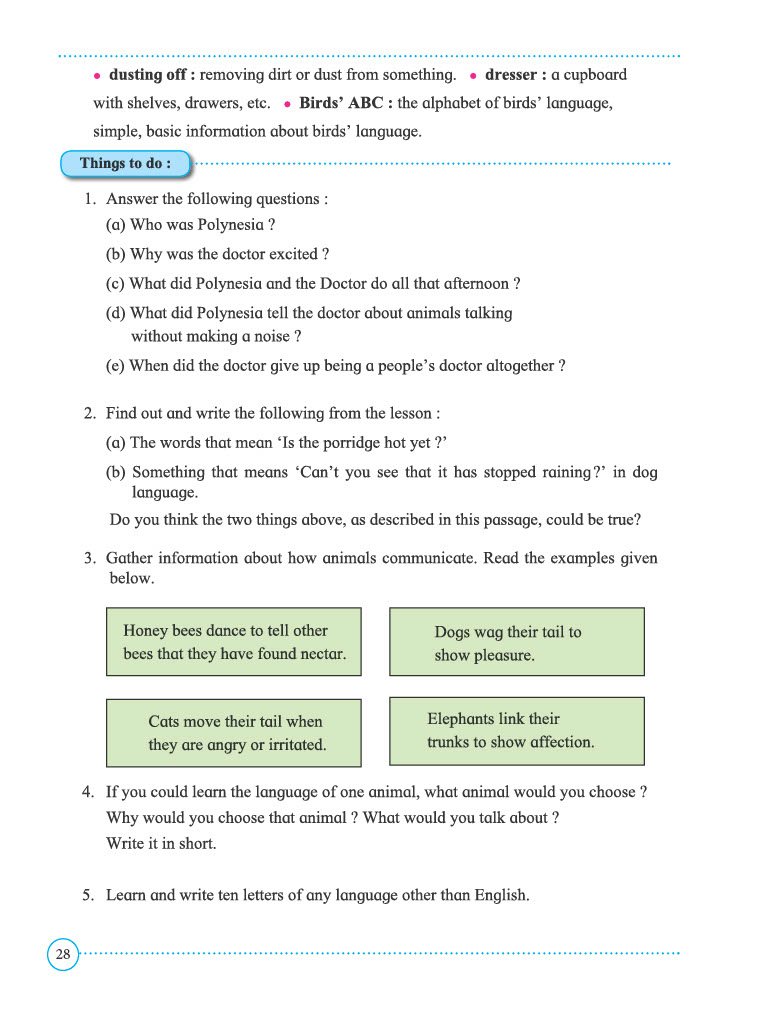 • dusting off : removing dirt or dust from something. • dresser : a cupboard
with shelves, drawers, etc. • Birds’ ABC : the alphabet of birds’ language,
simple, basic information about birds’ language.
Things to do :
1. Answer the following questions :
(a) Who was Polynesia ?
(b) Why was the doctor excited ?
(c) What did Polynesia and the Doctor do all that afternoon ?
(d) What did Polynesia tell the doctor about animals talking
without making a noise ?
(e) When did the doctor give up being a people’s doctor altogether ?
2. Find out and write the following from the lesson :
(a) The words that mean ‘Is the porridge hot yet ?’
(b) Something that means ‘Can’t you see that it has stopped raining ?’ in dog
language.
Do you think the two things above, as described in this passage, could be true?
3. Gather information about how animals communicate. Read the examples given
below.
Honey bees dance to tell other
bees that they have found nectar.
Dogs wag their tail to
show pleasure.
Cats move their tail when
they are angry or irritated.
Elephants link their
trunks to show affection.
4. If you could learn the language of one animal, what animal would you choose ?
Why would you choose that animal ? What would you talk about ?
Write it in short.
5. Learn and write ten letters of any language other than English.
28